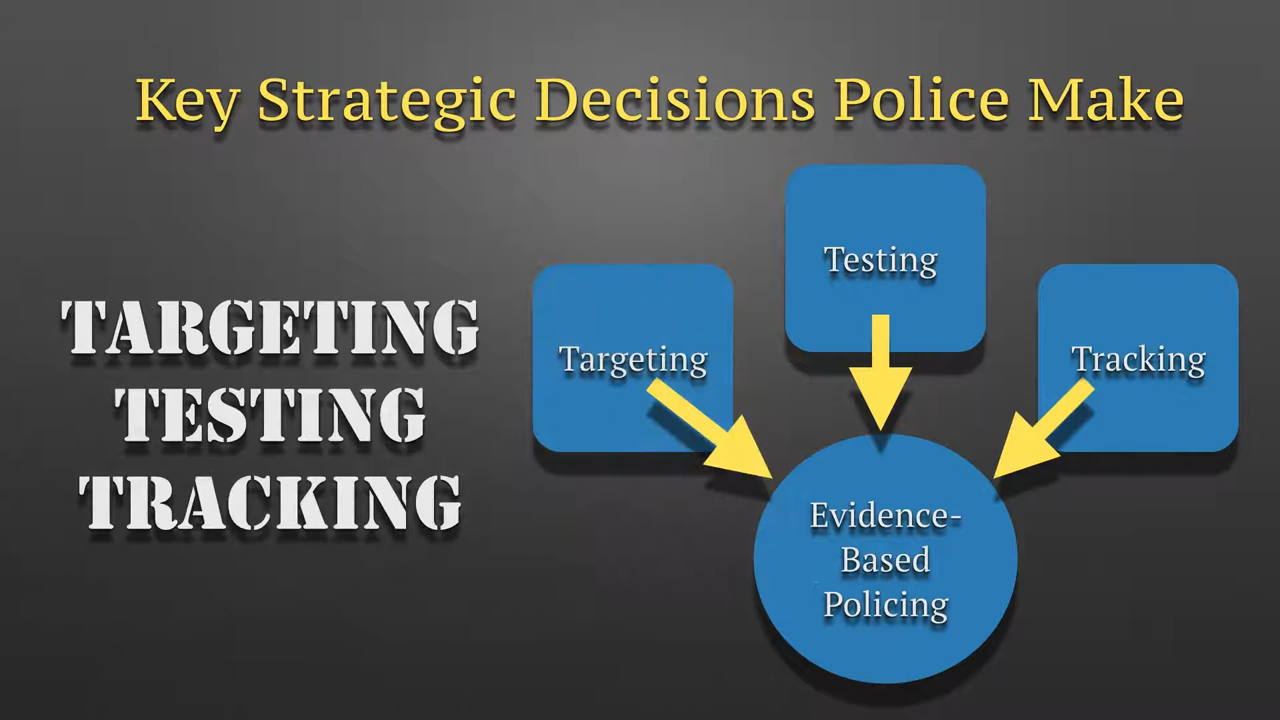 Key Strategic Decisions Police Make
TARGETING
TESTING
TRACKING
Targeting
Testing
Tracking
Evidence-
Based
Policing